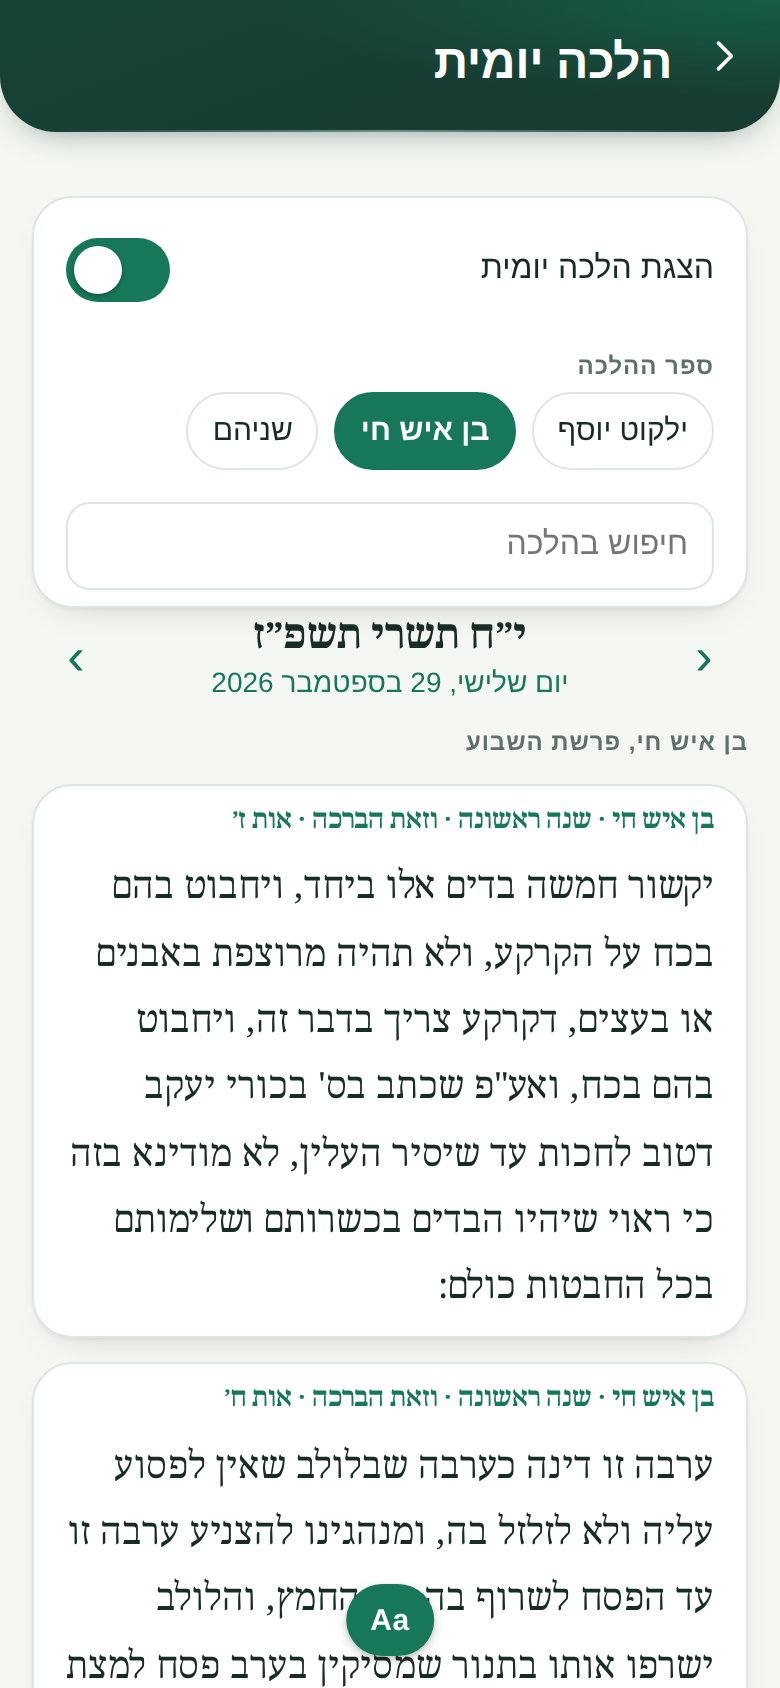 הלכה יומית
הצגת הלכה יומית
ספר ההלכה
ילקוט יוסף
בן איש חי
שניהם
חיפוש בהלכה
י״ח תשרי תשפ״ז
יום שלישי, 29 בספטמבר 2026
בן איש חי, פרשת השבוע
בן איש חי · שנה ראשונה · וזאת הברכה · אות ז׳
יקשור חמשה בדים אלו ביחד, ויחבוט בהם
בכח על הקרקע, ולא תהיה מרוצפת באבנים
או בעצים, דקרקע צריך בדבר זה, ויחבוט
בהם בכח, ואע"פ שכתב בס' בכורי יעקב
דטוב לחכות עד שיסיר העלין, לא מודינא בזה
כי ראוי שיהיו הבדים בכשרותם ושלימותם
בכל החבטות כולם:
בן איש חי · שנה ראשונה · וזאת הברכה · אות ח׳
ערבה זו דינה כערבה שבלולב שאין לפסוע
עליה ולא לזלזל בה, ומנהגינו להצניע ערבה זו
עד הפסח לשרוף בה החמץ, והלולב
ישרפו אותו בתנור שמסיקין בערב פסח למצת
Aa